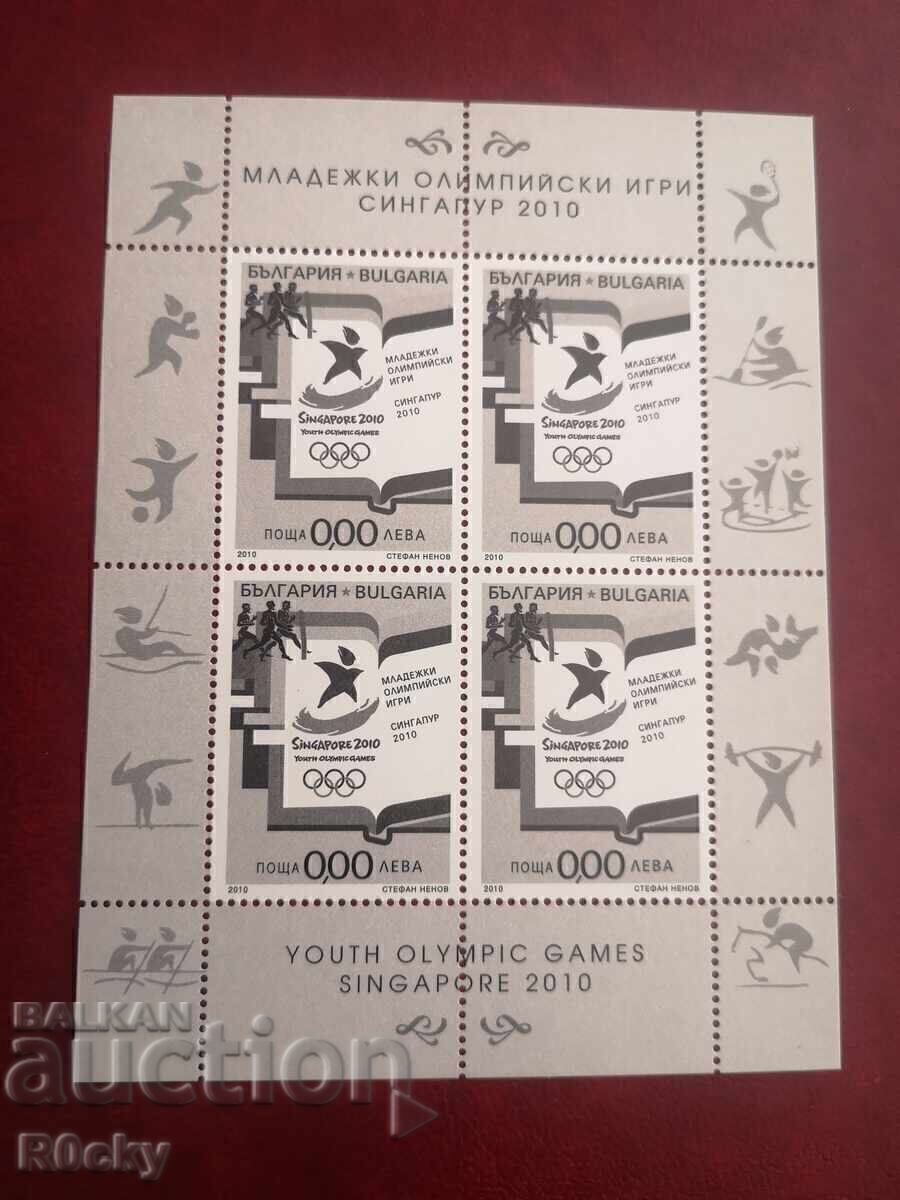 МЛАДЕЖКИ ОЛИМПИЙСКИ ИГРИ
СИНГАПУР 2010
БЪЛГАРИЯ ★ BULGARIA
МЛАДЕЖКИ
ОЛИМПИЙСКИ
ИГРИ
СИНГАПУР
2010
SINGAPORE 2010
YOUTH OLYMPIC GAMES
ПОЩА 0,00 ЛЕВА
2010 СТЕФАН НЕНОВ
БЪЛГАРИЯ ★ BULGARIA
МЛАДЕЖКИ
ОЛИМПИЙСКИ
ИГРИ
СИНГАПУР
2010
SINGAPORE 2010
YOUTH OLYMPIC GAMES
ПОЩА 0,00 ЛЕВА
2010 СТЕФАН НЕНОВ
БЪЛГАРИЯ ★ BULGARIA
МЛАДЕЖКИ
ОЛИМПИЙСКИ
ИГРИ
СИНГАПУР
2010
SINGAPORE 2010
YOUTH OLYMPIC GAMES
ПОЩА 0,00 ЛЕВА
2010 СТЕФАН НЕНОВ
БЪЛГАРИЯ ★ BULGARIA
МЛАДЕЖКИ
ОЛИМПИЙСКИ
ИГРИ
СИНГАПУР
2010
SINGAPORE 2010
YOUTH OLYMPIC GAMES
ПОЩА 0,00 ЛЕВА
2010 СТЕФАН НЕНОВ
YOUTH OLYMPIC GAMES
SINGAPORE 2010
BALKAN
auction
R0cky